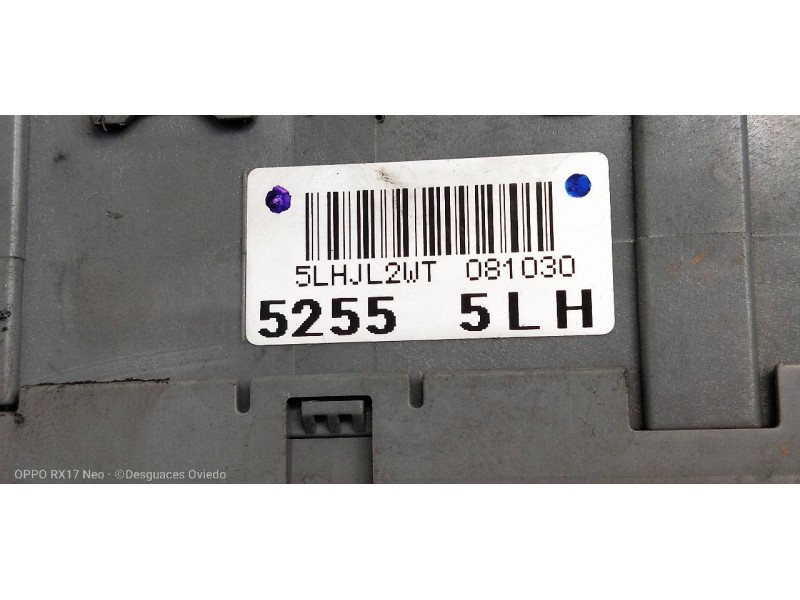 5LHJL2WT 081030
5255 5LH
OPPO RX17 Neo · ©Desguaces Oviedo